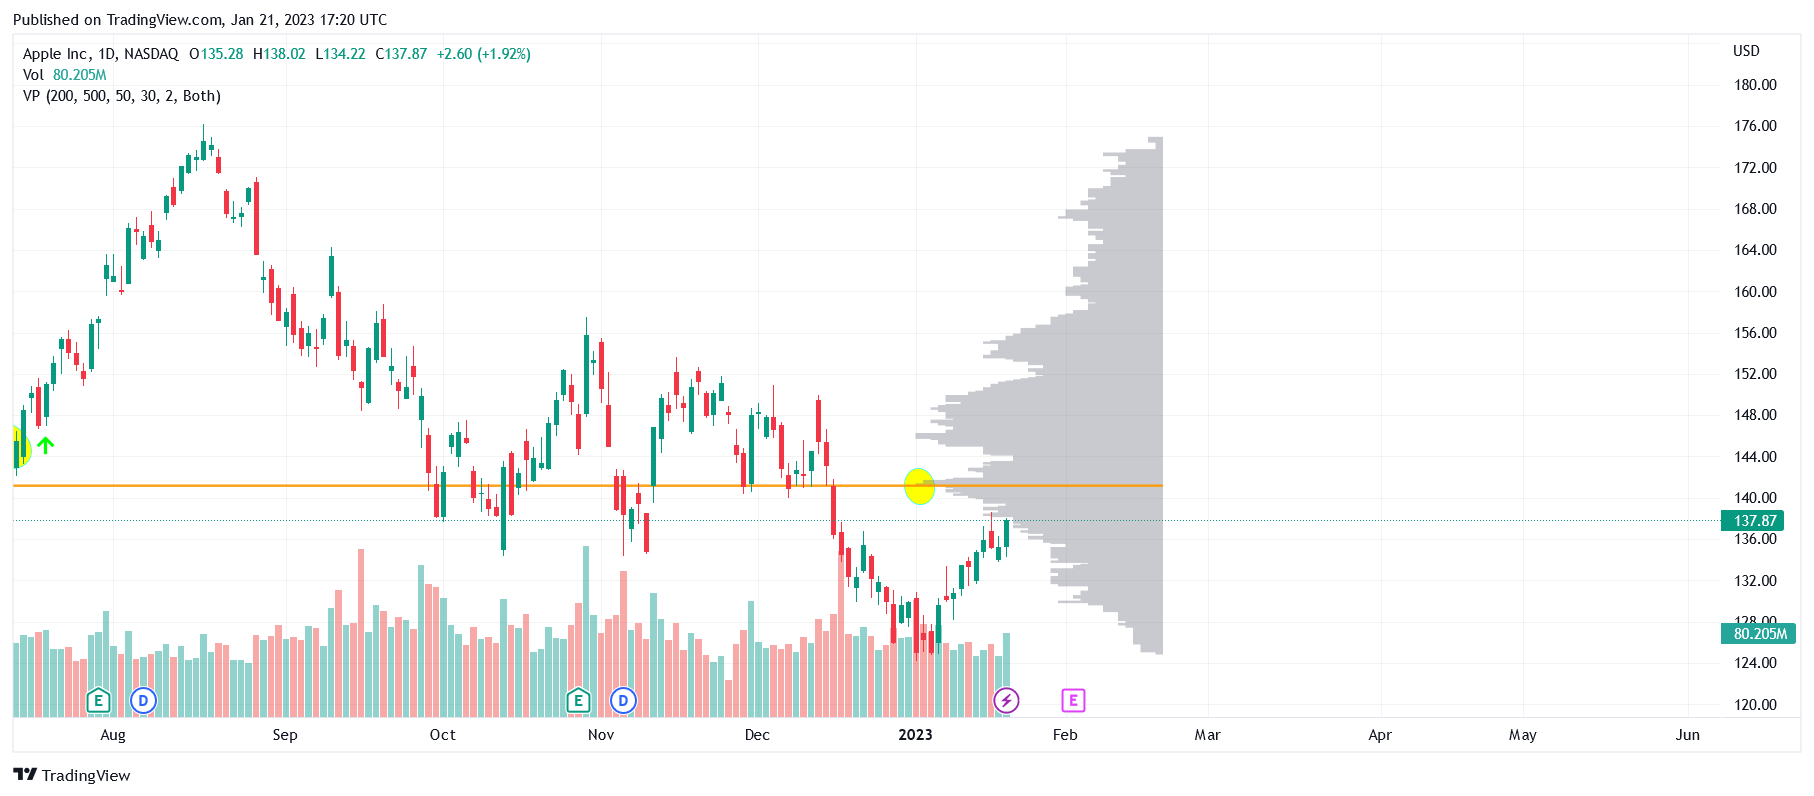 Published on TradingView.com, Jan 21, 2023 17:20 UTC
Apple Inc, 1D, NASDAQ O135.28 H138.02 L134.22 C137.87 +2.60 (+1.92%)
Vol 80.205M
VP (200, 500, 50, 30, 2, Both)
USD
180.00
176.00
172.00
168.00
164.00
160.00
156.00
152.00
148.00
144.00
140.00
137.87
136.00
132.00
128.00
80.205M
124.00
120.00
E D E D E
Aug Sep Oct Nov Dec 2023 Feb Mar Apr May Jun
TradingView